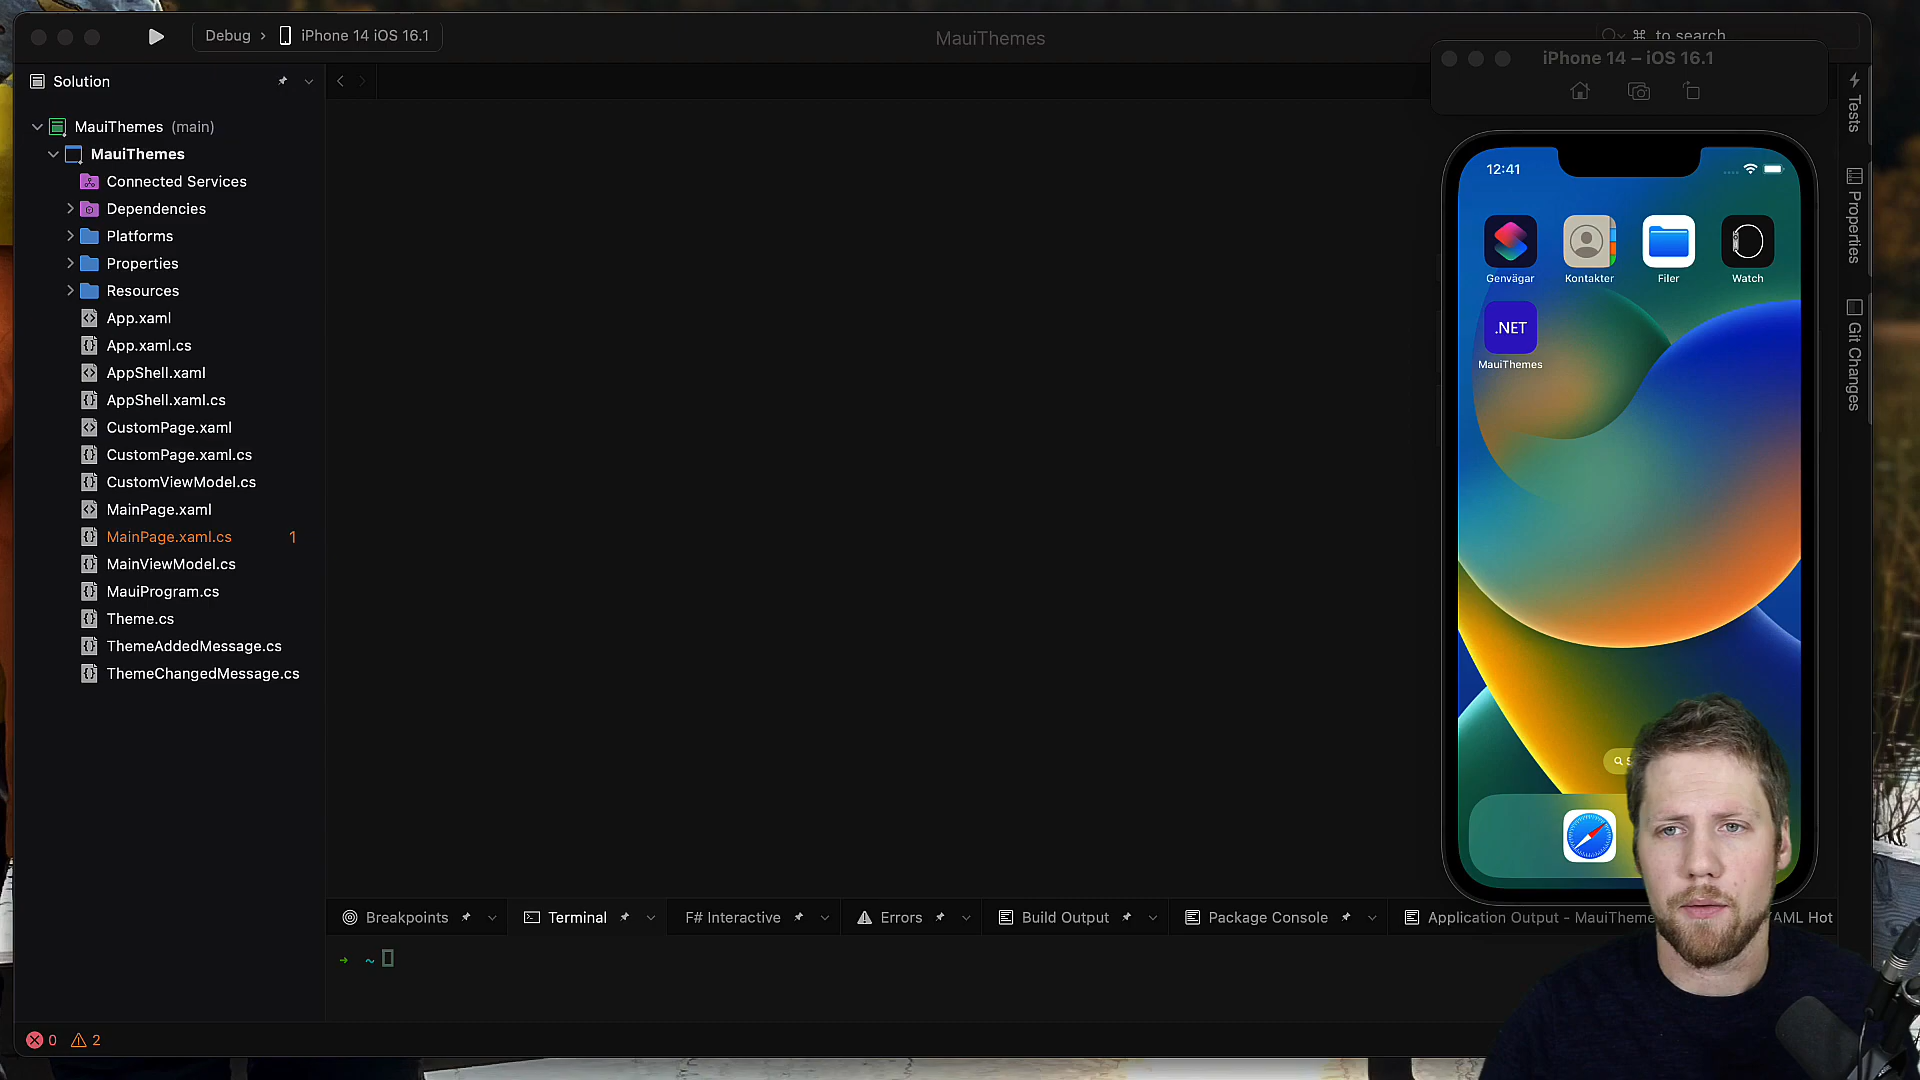 Debug > iPhone 14 iOS 16.1
MauiThemes
⌘. to search
iPhone 14 – iOS 16.1
Solution
MauiThemes (main)
MauiThemes
Connected Services
Dependencies
Platforms
Properties
Resources
App.xaml
App.xaml.cs
AppShell.xaml
AppShell.xaml.cs
CustomPage.xaml
CustomPage.xaml.cs
CustomViewModel.cs
MainPage.xaml
MainPage.xaml.cs 1
MainViewModel.cs
MauiProgram.cs
Theme.cs
ThemeAddedMessage.cs
ThemeChangedMessage.cs
12:41
Genvägar
Kontakter
Filer
Watch
.NET
MauiThemes
Tests
Properties
Git Changes
Breakpoints
Terminal
F# Interactive
Errors
Build Output
Package Console
Application Output - MauiTheme
AML Hot
→ ~
0 2